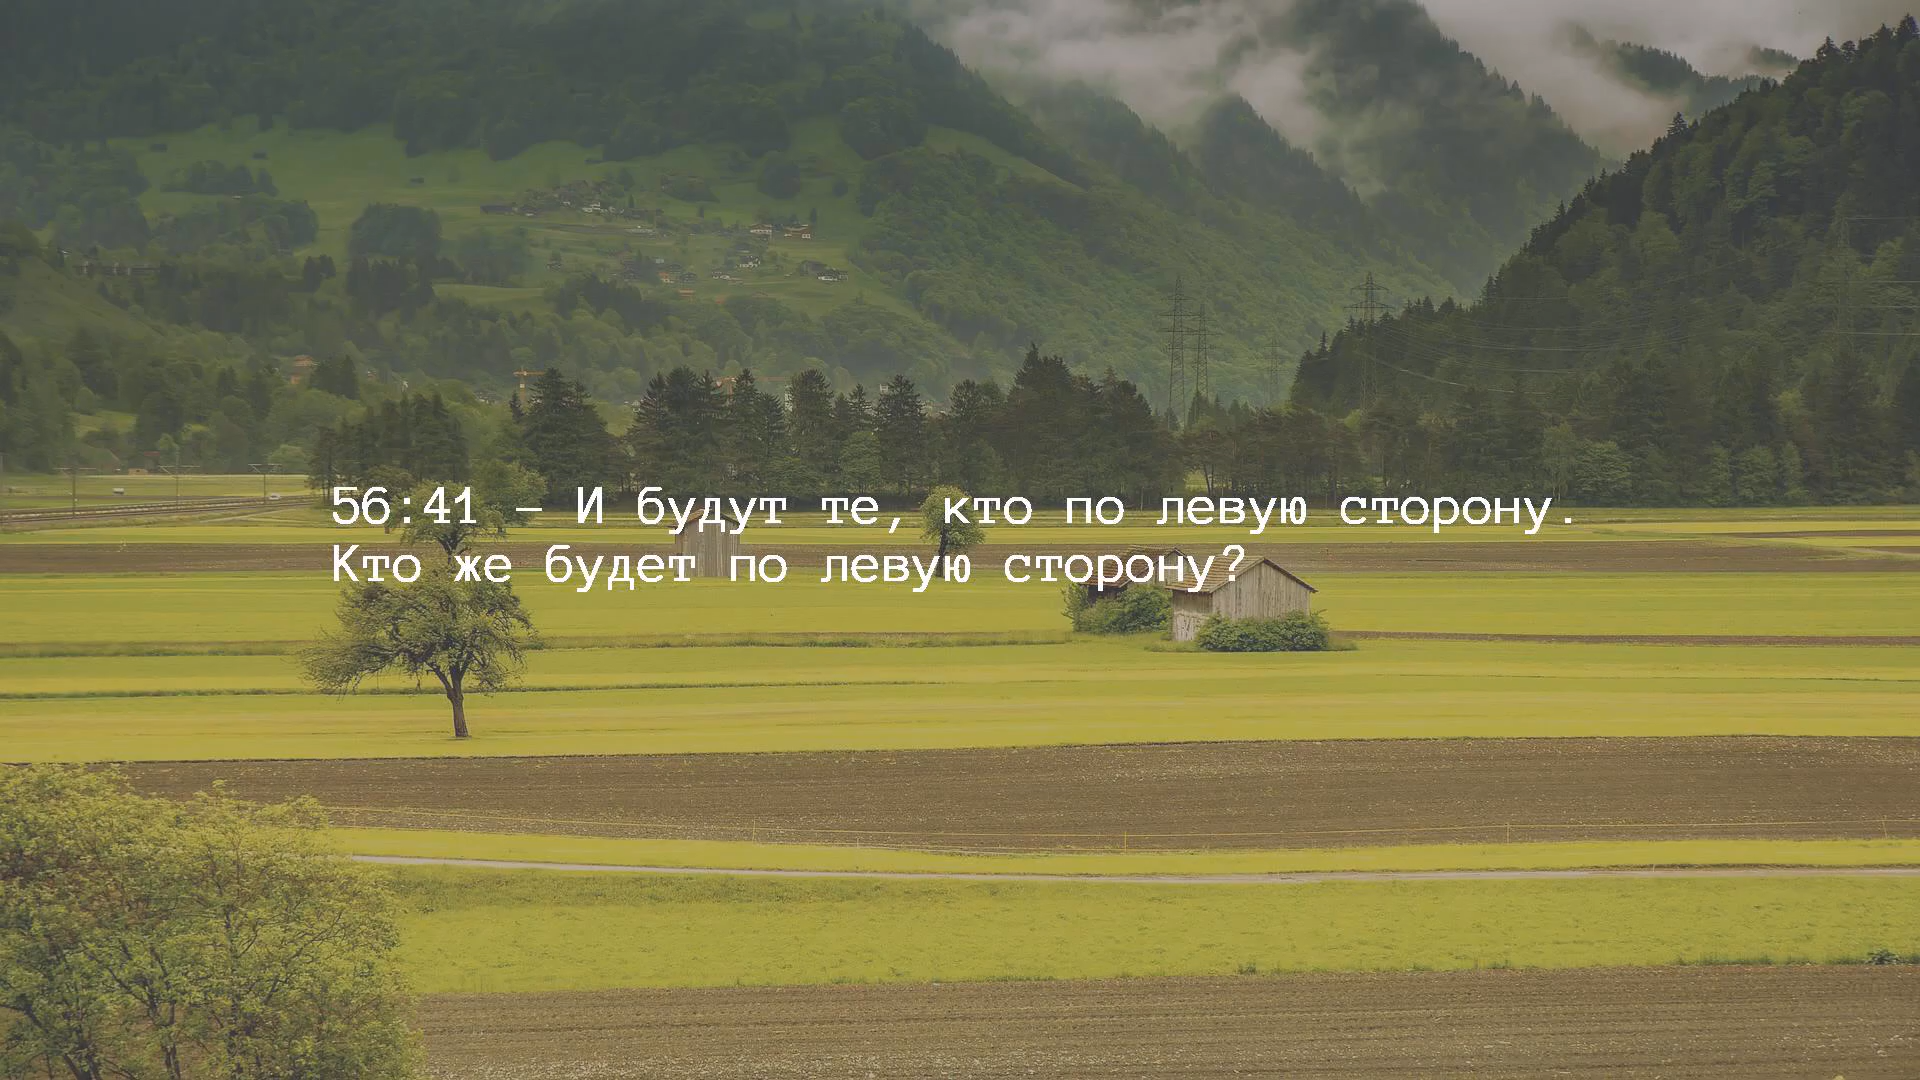 56:41 — И будут те, кто по левую сторону.
Кто же будет по левую сторону?